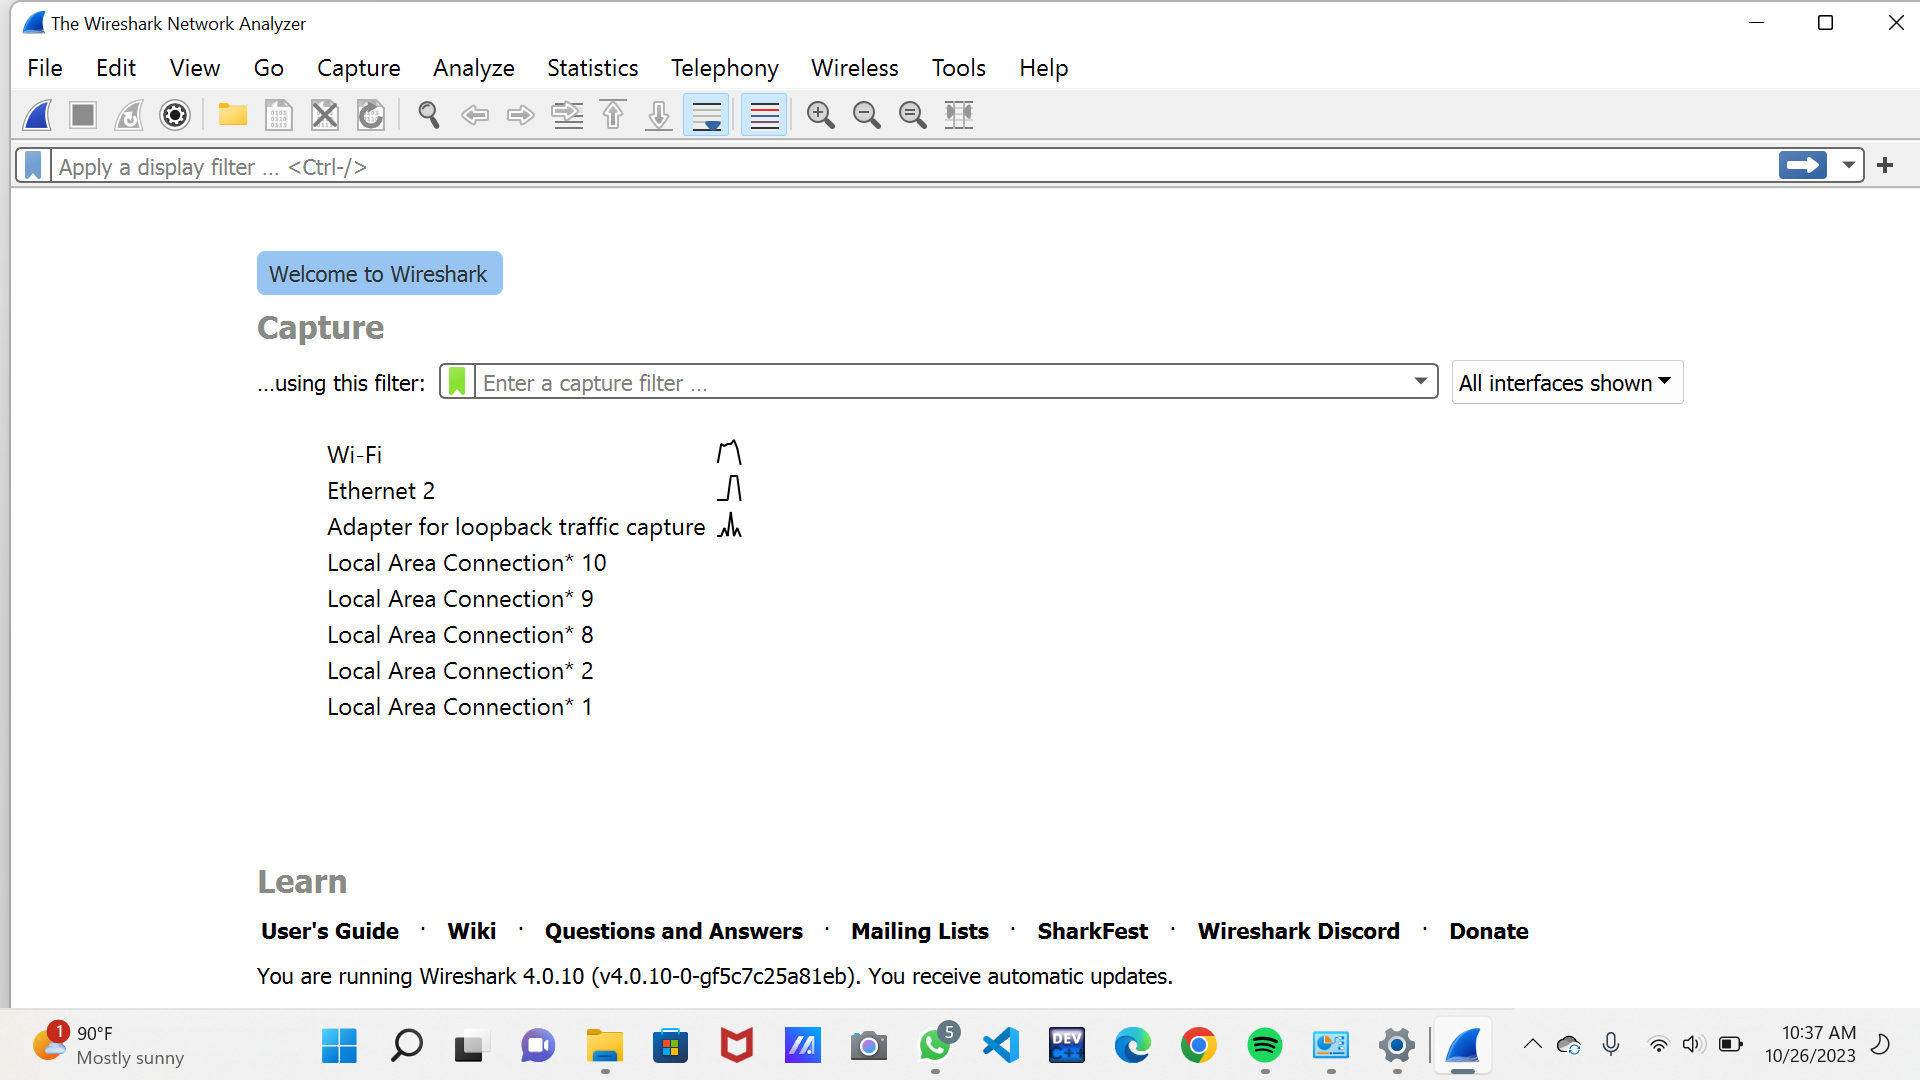 The Wireshark Network Analyzer
File Edit View Go Capture Analyze Statistics Telephony Wireless Tools Help
Apply a display filter ... <Ctrl-/>
Welcome to Wireshark
Capture
...using this filter: Enter a capture filter ... All interfaces shown
Wi-Fi
Ethernet 2
Adapter for loopback traffic capture
Local Area Connection* 10
Local Area Connection* 9
Local Area Connection* 8
Local Area Connection* 2
Local Area Connection* 1
Learn
User's Guide · Wiki · Questions and Answers · Mailing Lists · SharkFest · Wireshark Discord · Donate
You are running Wireshark 4.0.10 (v4.0.10-0-gf5c7c25a81eb). You receive automatic updates.
1 90°F
Mostly sunny
5
DEV
C++
10:37 AM
10/26/2023